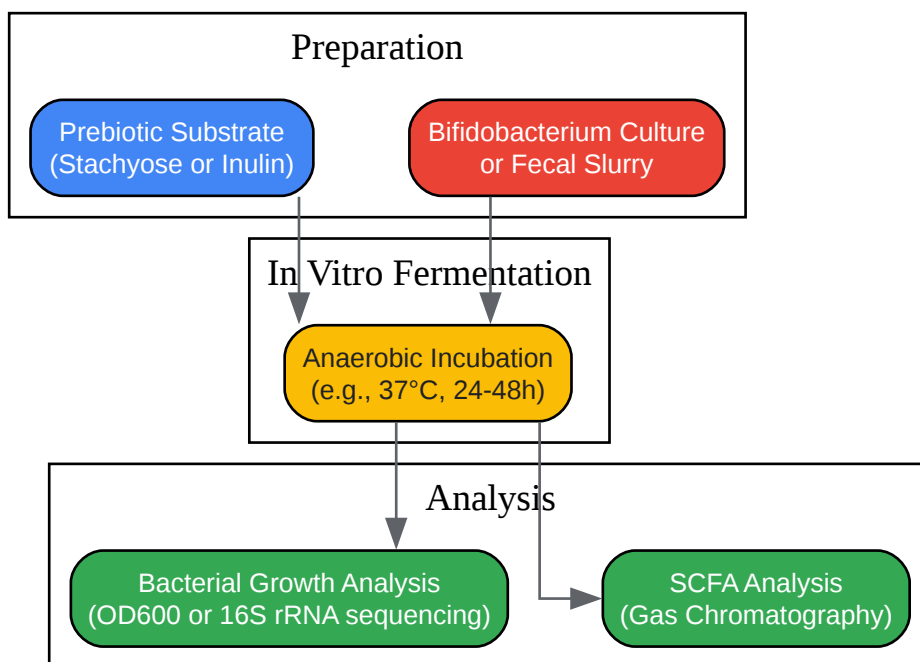 Preparation
Prebiotic Substrate
(Stachyose or Inulin)
Bifidobacterium Culture
or Fecal Slurry
In Vitro Fermentation
Anaerobic Incubation
(e.g., 37°C, 24-48h)
Analysis
Bacterial Growth Analysis
(OD600 or 16S rRNA sequencing)
SCFA Analysis
(Gas Chromatography)